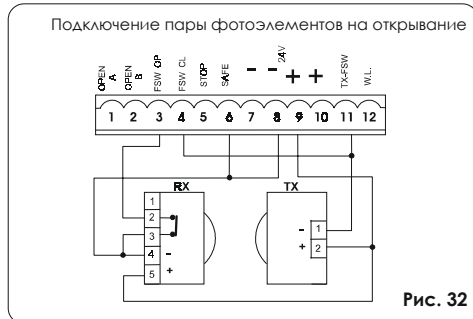 Подключение пары фотоэлементов на открывание
OPEN A
OPEN B
FSW OP
FSW CL
STOP
SAFE
–
–
24V
+
+
TX-FSW
W.L.
1 2 3 4 5 6 7 8 9 10 11 12
RX
TX
1
2
3
4 -
5 +
- 1
+ 2
Рис. 32